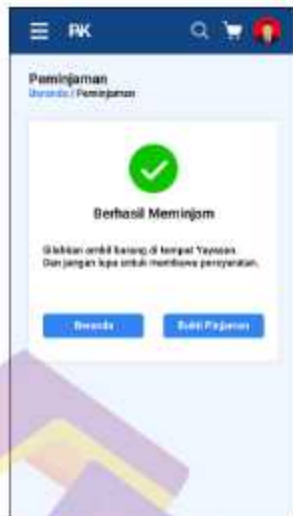 PKK
Peminjaman
Beranda / Peminjaman
Berhasil Meminjam
Silahkan ambil barang di tempat Yayasan.
Dan jangan lupa untuk membawa persyaratan.
Beranda
Bukti Pinjaman